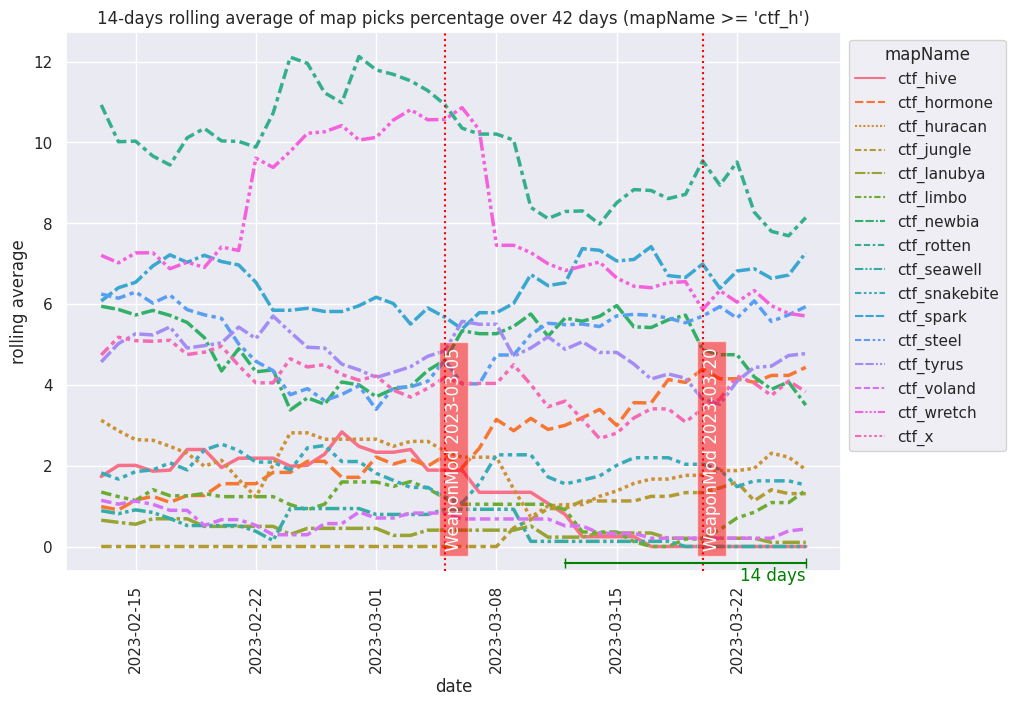 14-days rolling average of map picks percentage over 42 days (mapName >= 'ctf_h')
rolling average
12
10
8
6
4
2
0
WeaponMod 2023-03-05
WeaponMod 2023-03-20
14 days
2023-02-15
2023-02-22
2023-03-01
2023-03-08
2023-03-15
2023-03-22
date
mapName
ctf_hive
ctf_hormone
ctf_huracan
ctf_jungle
ctf_lanubya
ctf_limbo
ctf_newbia
ctf_rotten
ctf_seawell
ctf_snakebite
ctf_spark
ctf_steel
ctf_tyrus
ctf_voland
ctf_wretch
ctf_x